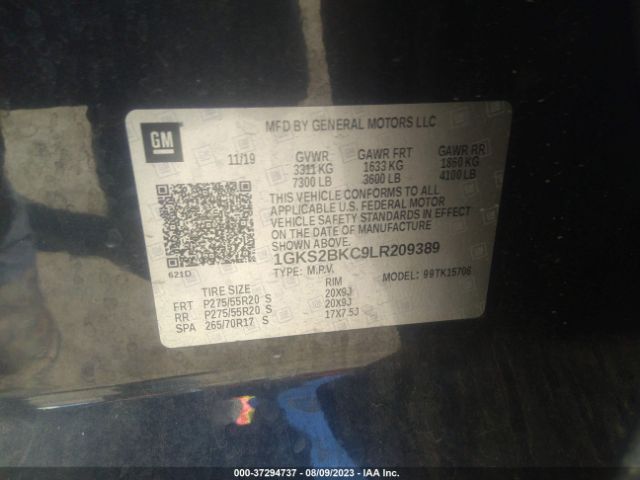 GM
MFD BY GENERAL MOTORS LLC
11/19
GVWR GAWR FRT GAWR RR
3311 KG 1633 KG 1860 KG
7300 LB 3600 LB 4100 LB
THIS VEHICLE CONFORMS TO ALL
APPLICABLE U.S. FEDERAL MOTOR
VEHICLE SAFETY STANDARDS IN EFFECT
ON THE DATE OF MANUFACTURE
SHOWN ABOVE.
621D
1GKS2BKC9LR209389
TYPE: M.P.V. MODEL: 99TK15706
TIRE SIZE RIM
FRT P275/55R20 S 20X9J
RR P275/55R20 S 20X9J
SPA 265/70R17 S 17X7.5J
000-37294737 - 08/09/2023 - IAA Inc.